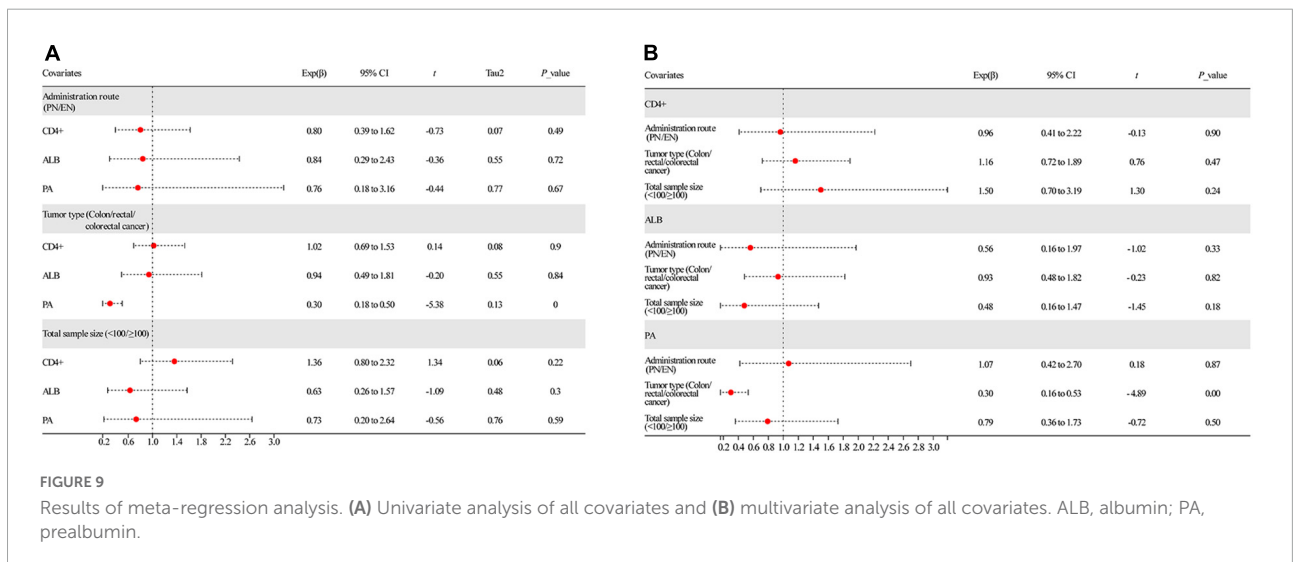 A
Covariates Exp(β) 95% CI t Tau2 P_value
Administration route
(PN/EN)
CD4+ 0.80 0.39 to 1.62 -0.73 0.07 0.49
ALB 0.84 0.29 to 2.43 -0.36 0.55 0.72
PA 0.76 0.18 to 3.16 -0.44 0.77 0.67
Tumor type (Colon/rectal/
colorectal cancer)
CD4+ 1.02 0.69 to 1.53 0.14 0.08 0.9
ALB 0.94 0.49 to 1.81 -0.20 0.55 0.84
PA 0.30 0.18 to 0.50 -5.38 0.13 0
Total sample size (<100/≥100)
CD4+ 1.36 0.80 to 2.32 1.34 0.06 0.22
ALB 0.63 0.26 to 1.57 -1.09 0.48 0.3
PA 0.73 0.20 to 2.64 -0.56 0.76 0.59
0.2 0.6 1.0 1.4 1.8 2.2 2.6 3.0
B
Covariates Exp(β) 95% CI t P_value
CD4+
Administration route
(PN/EN) 0.96 0.41 to 2.22 -0.13 0.90
Tumor type (Colon/
rectal/colorectal
cancer) 1.16 0.72 to 1.89 0.76 0.47
Total sample size
(<100/≥100) 1.50 0.70 to 3.19 1.30 0.24
ALB
Administration route
(PN/EN) 0.56 0.16 to 1.97 -1.02 0.33
Tumor type (Colon/
rectal/colorectal
cancer) 0.93 0.48 to 1.82 -0.23 0.82
Total sample size
(<100/≥100) 0.48 0.16 to 1.47 -1.45 0.18
PA
Administration route
(PN/EN) 1.07 0.42 to 2.70 0.18 0.87
Tumor type (Colon/
rectal/colorectal
cancer) 0.30 0.16 to 0.53 -4.89 0.00
Total sample size
(<100/≥100) 0.79 0.36 to 1.73 -0.72 0.50
0.2 0.4 0.6 0.8 1.0 1.2 1.4 1.6 1.8 2.0 2.2 2.4 2.6 2.8 3.0
FIGURE 9
Results of meta-regression analysis. (A) Univariate analysis of all covariates and (B) multivariate analysis of all covariates. ALB, albumin; PA,
prealbumin.